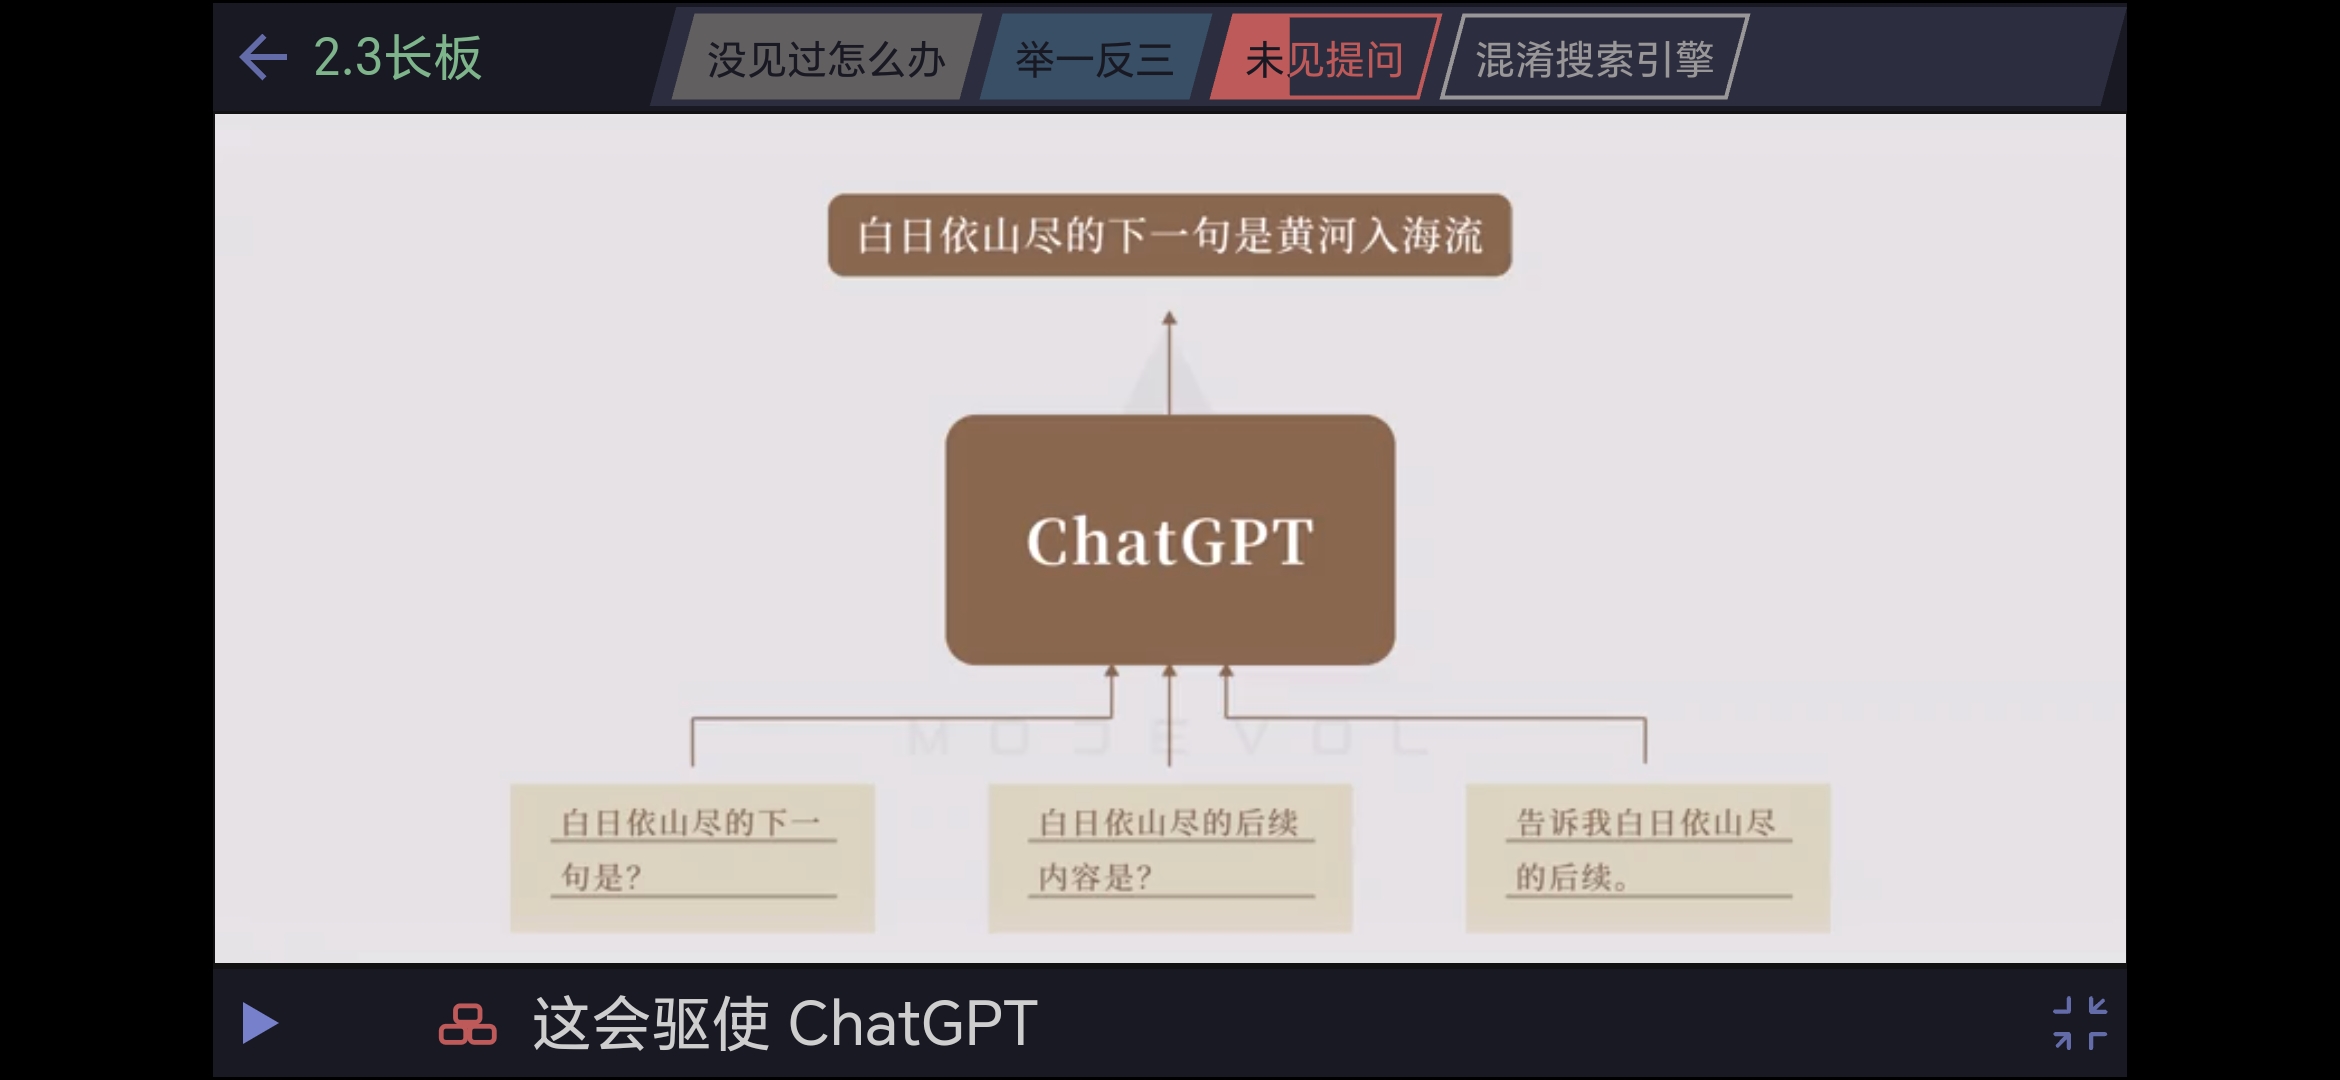 2.3长板
没见过怎么办
举一反三
未见提问
混淆搜索引擎
白日依山尽的下一句是黄河入海流
ChatGPT
MODEVOL
白日依山尽的下一
句是？
白日依山尽的后续
内容是？
告诉我白日依山尽
的后续。
这会驱使 ChatGPT